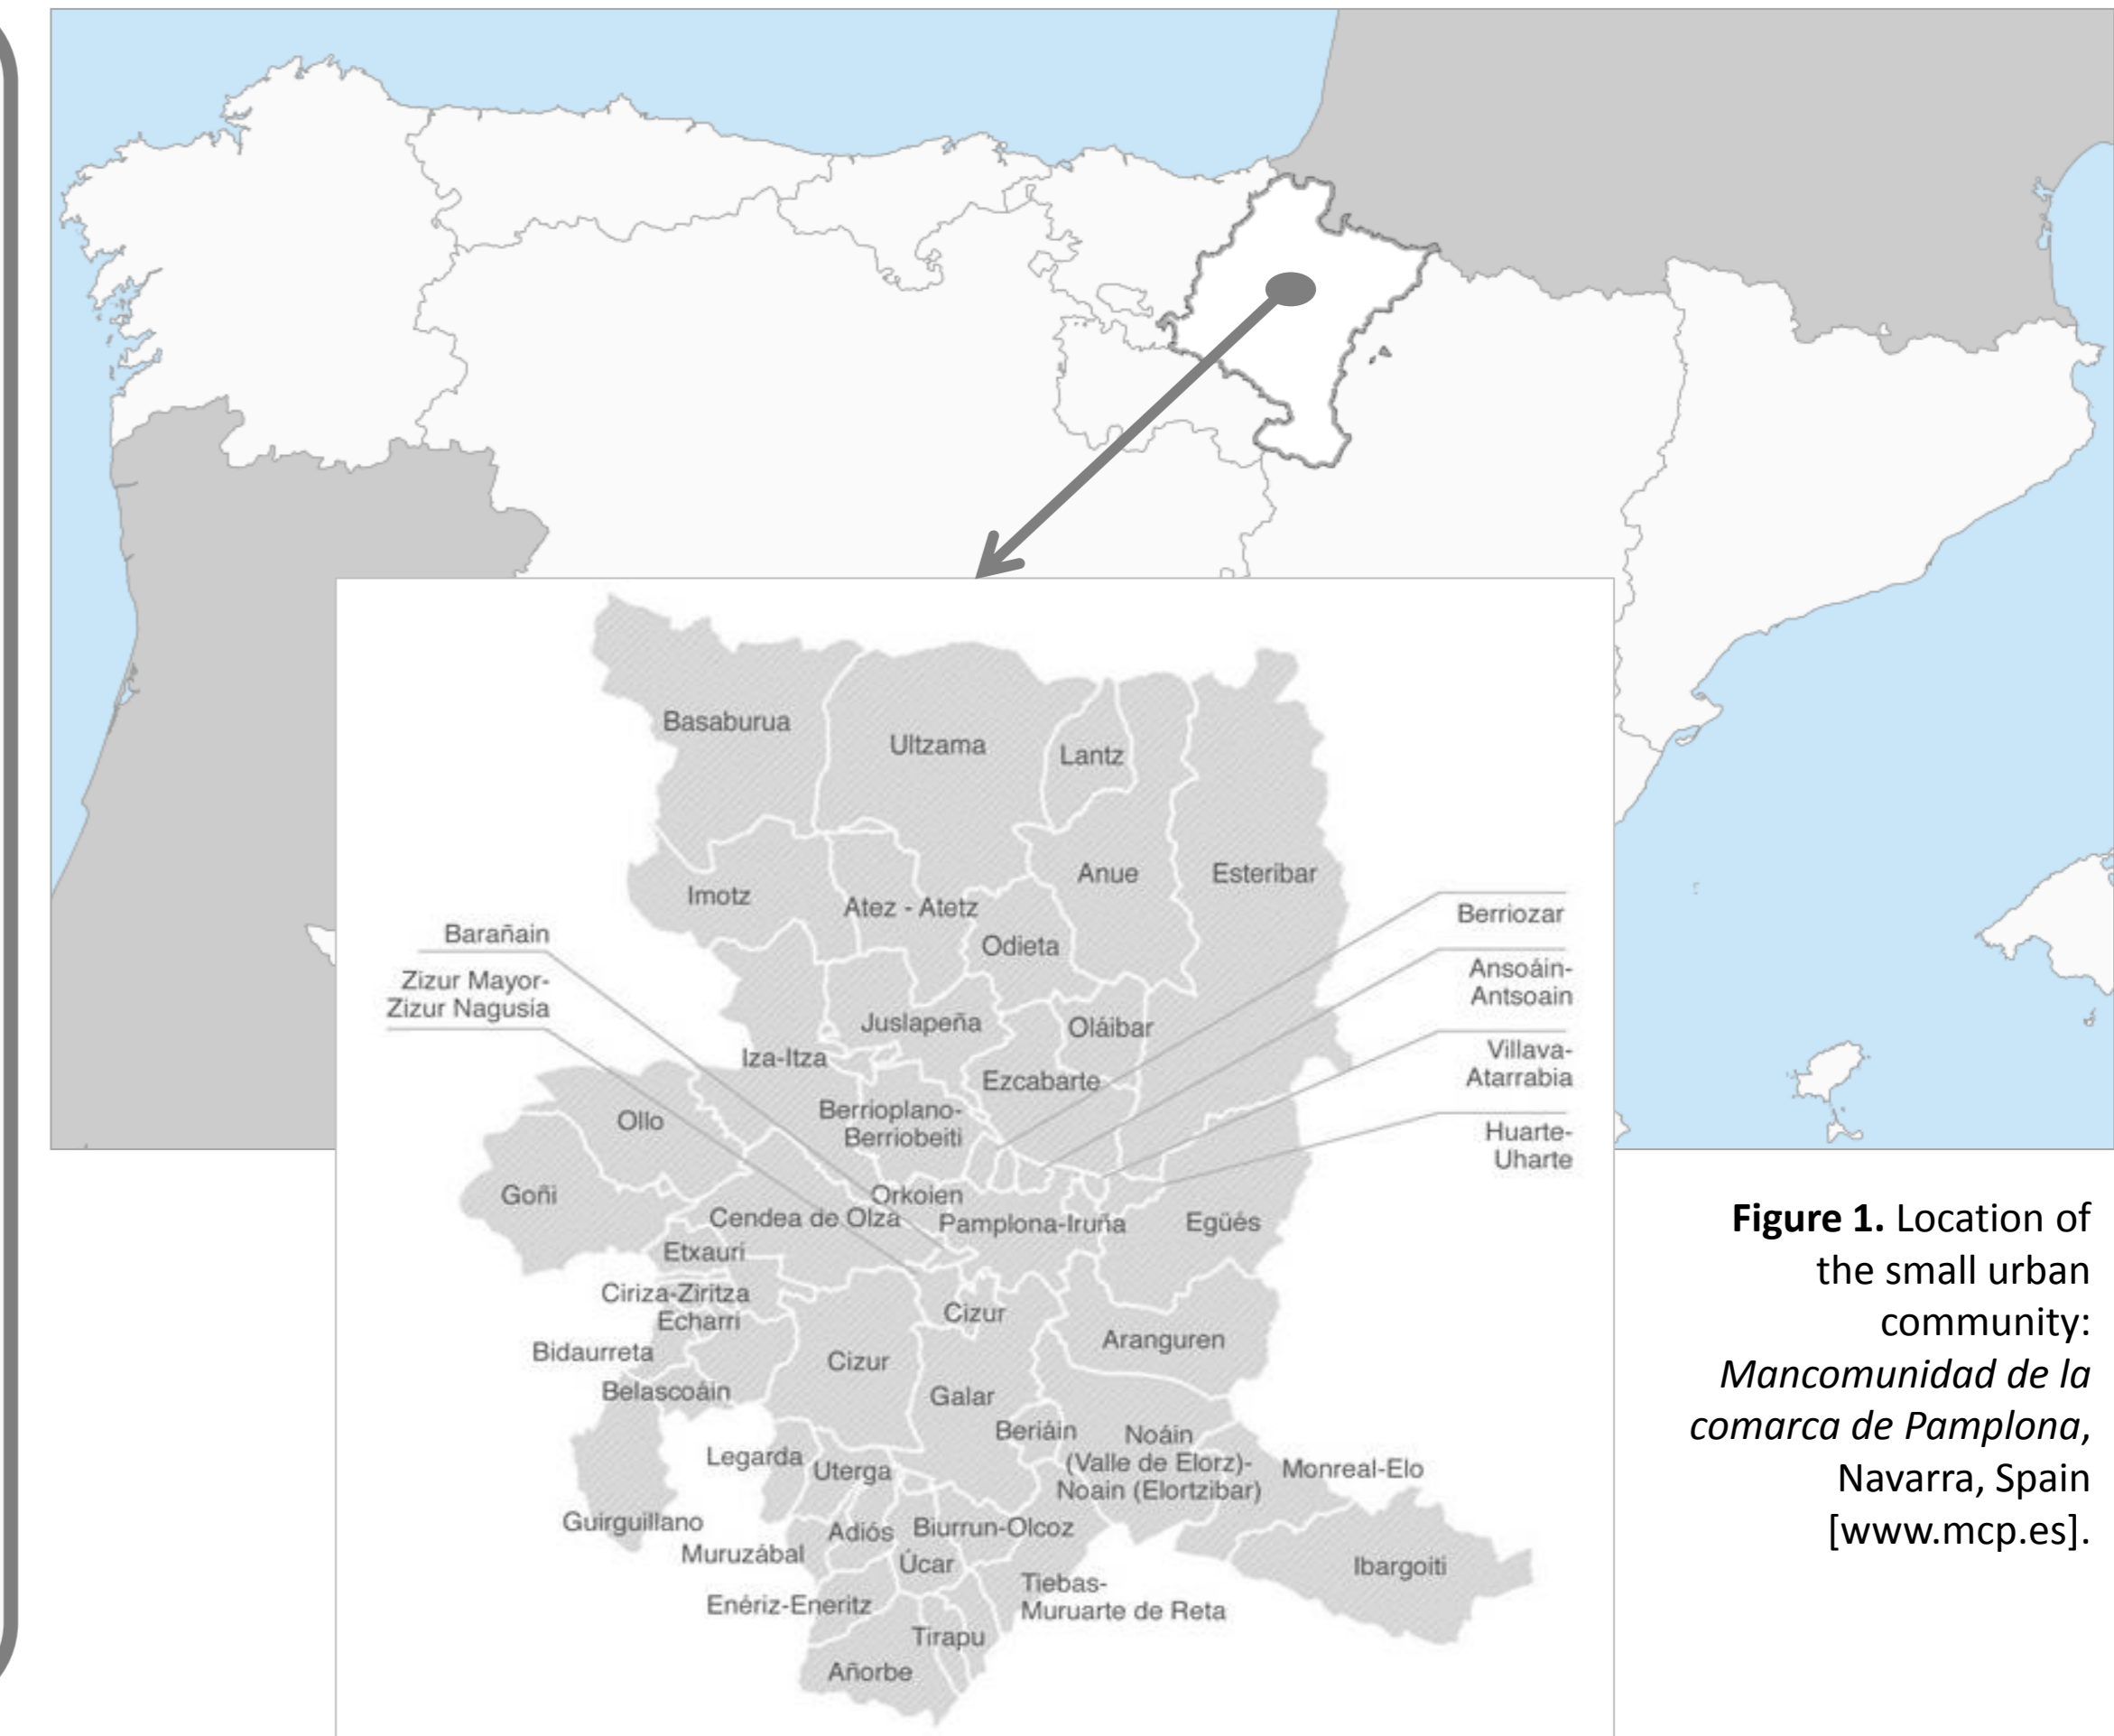 Basaburua
Ultzama
Lantz
Imotz
Atez - Atetz
Anue
Esteribar
Odieta
Berriozar
Barañain
Zizur Mayor-
Zizur Nagusia
Ansoáin-
Antsoain
Juslapeña
Oláibar
Iza-Itza
Villava-
Atarrabia
Ezcabarte
Ollo
Berrioplano-
Berriobeiti
Huarte-
Uharte
Goñi
Orkoien
Cendea de Olza
Pamplona-Iruña
Egüés
Etxauri
Ciriza-Ziritza
Echarri
Cizur
Aranguren
Bidaurreta
Cizur
Belascoáin
Galar
Beriáin
Noáin
(Valle de Elorz)-
Noain (Elortzibar)
Legarda
Uterga
Monreal-Elo
Guirguillano
Adiós
Biurrun-Olcoz
Muruzábal
Úcar
Ibargoiti
Enériz-Eneritz
Tiebas-
Muruarte de Reta
Tirapu
Añorbe
Figure 1. Location of
the small urban
community:
Mancomunidad de la
comarca de Pamplona,
Navarra, Spain
[www.mcp.es].